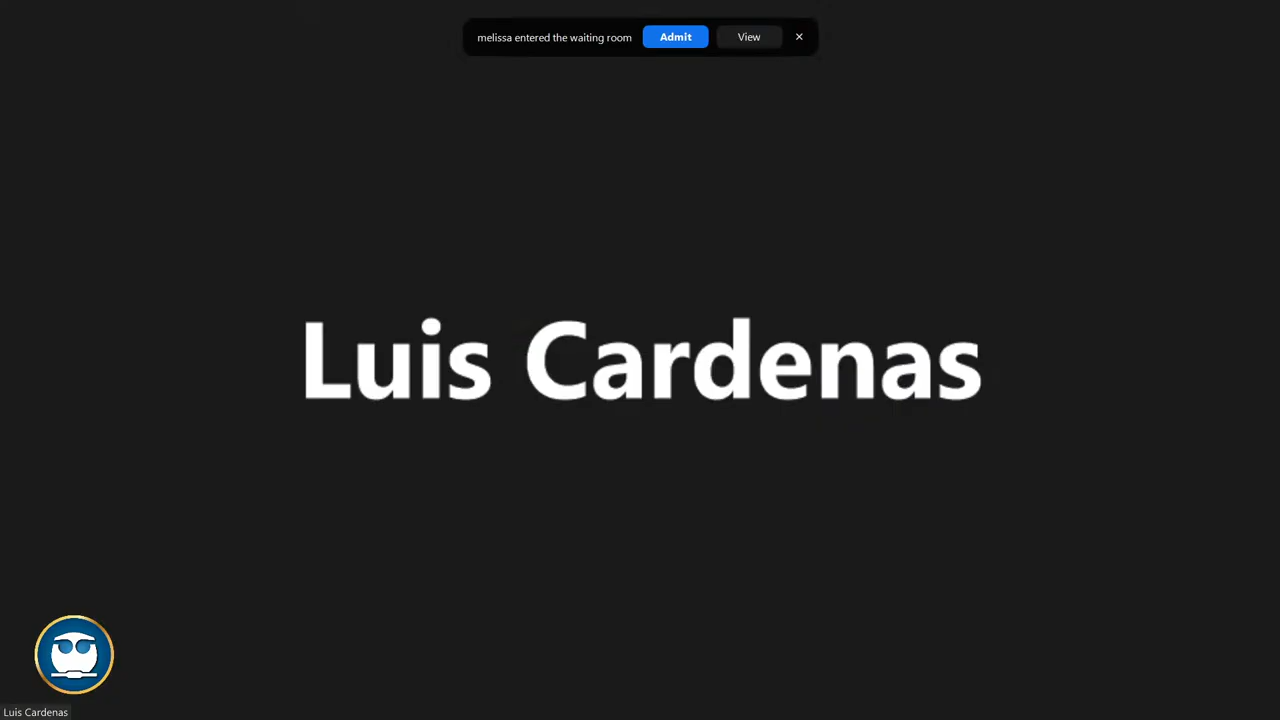 melissa entered the waiting room Admit View
Luis Cardenas
Luis Cardenas